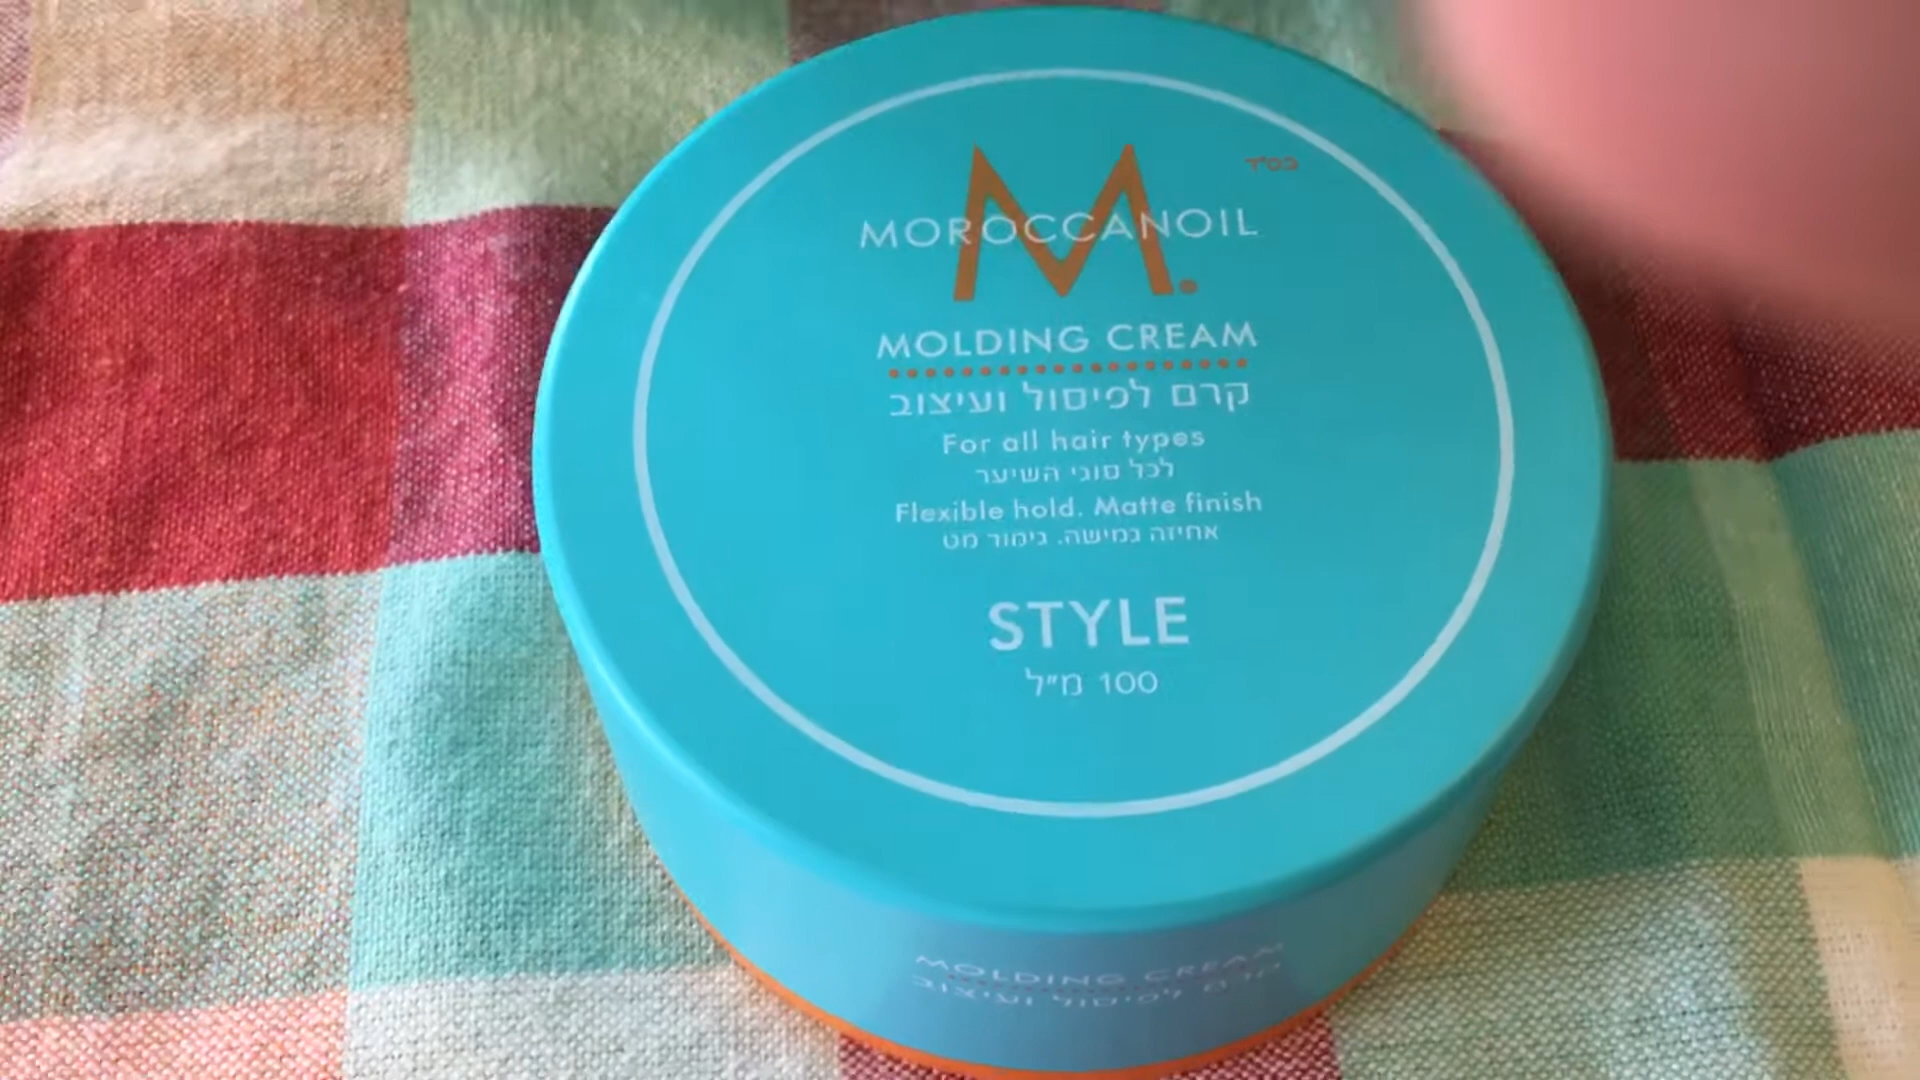 בס"ד
M.
MOROCCANOIL
MOLDING CREAM
קרם לפיסול ועיצוב
For all hair types
לכל סוגי השיער
Flexible hold. Matte finish
אחיזה גמישה. גימור מט
STYLE
100 מ"ל
MOLDING CREAM
קרם לפיסול ועיצוב